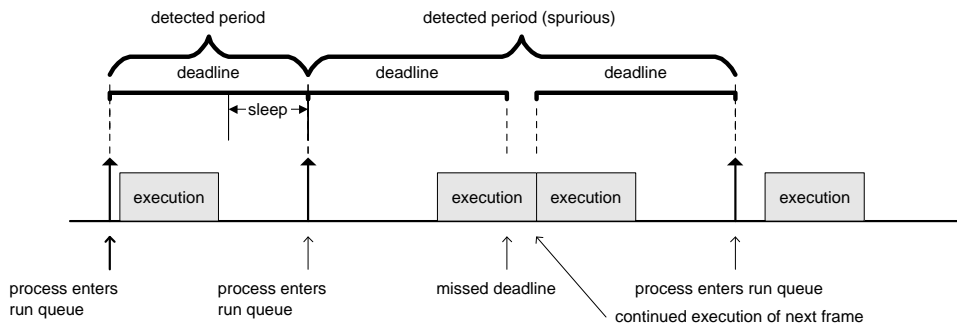 detected period
detected period (spurious)
deadline
deadline
deadline
sleep
execution
execution
execution
execution
process enters
run queue
process enters
run queue
missed deadline
process enters run queue
continued execution of next frame